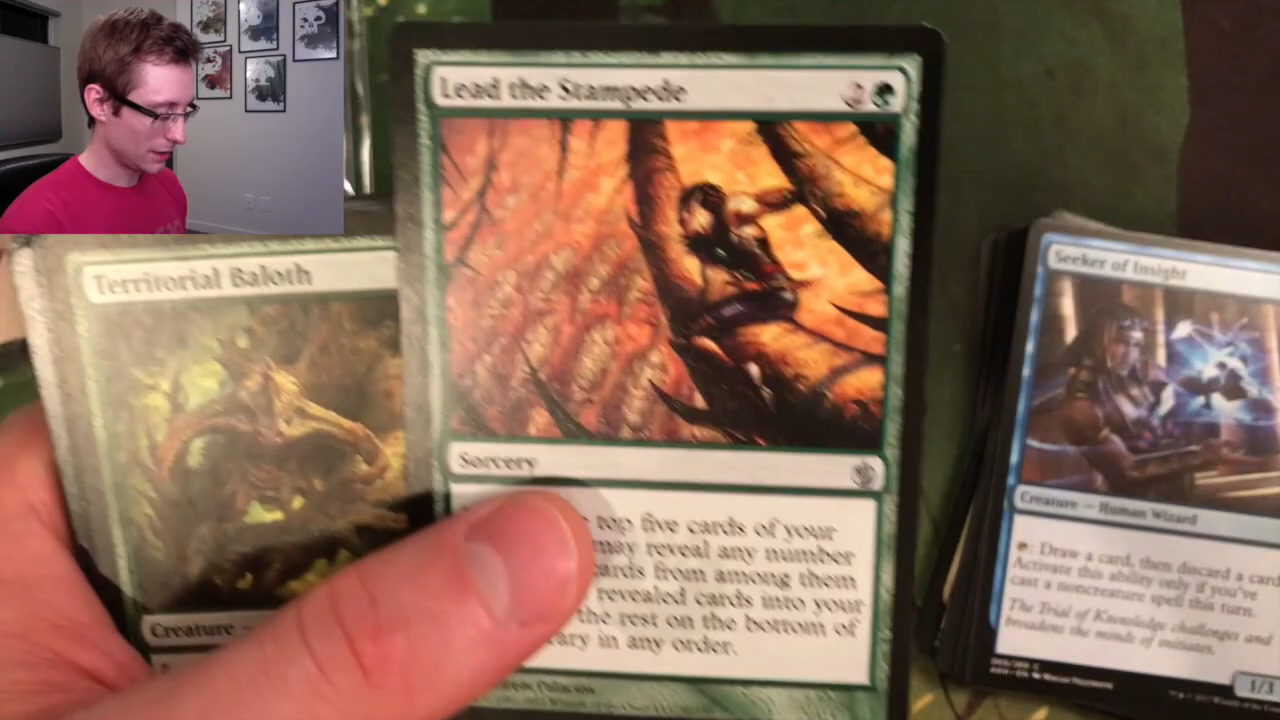 Lead the Stampede
2
Sorcery
top five cards of your
may reveal any number
cards from among them
revealed cards into your
the rest on the bottom of
in any order.
Territorial Baloth
Creature —
Seeker of Insight
Creature — Human Wizard
: Draw a card, then discard a card.
Activate this ability only if you've
cast a noncreature spell this turn.
The Trial of Knowledge challenges and
broadens the minds of initiates.
1/3